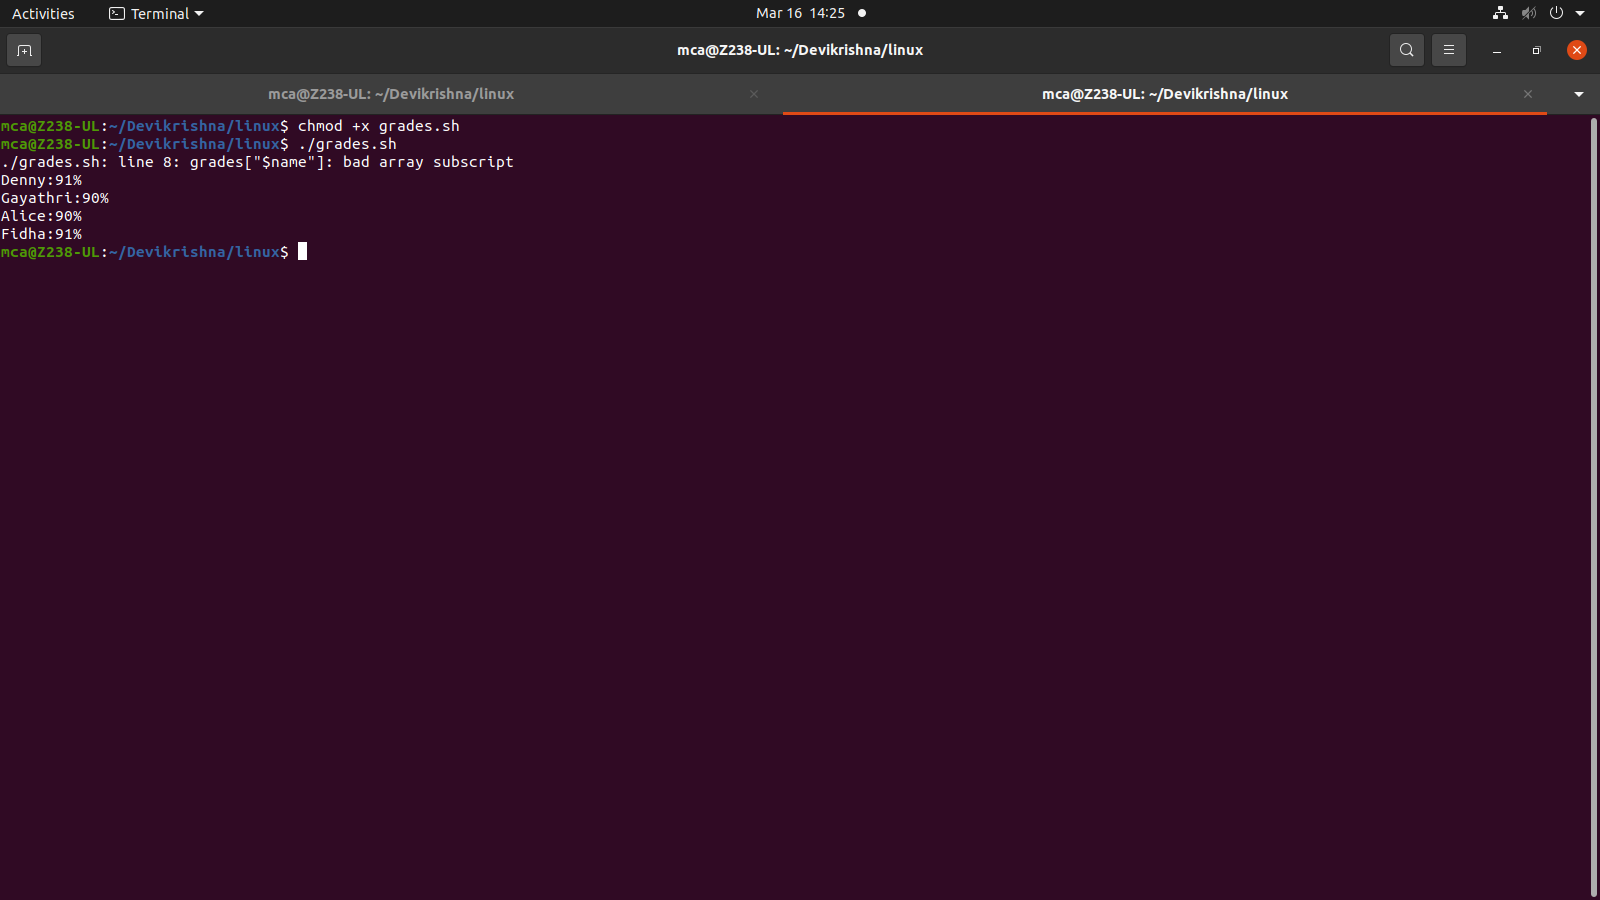 Activities Terminal Mar 16 14:25
mca@Z238-UL: ~/Devikrishna/linux
mca@Z238-UL: ~/Devikrishna/linux mca@Z238-UL: ~/Devikrishna/linux
mca@Z238-UL:~/Devikrishna/linux$ chmod +x grades.sh
mca@Z238-UL:~/Devikrishna/linux$ ./grades.sh
./grades.sh: line 8: grades["$name"]: bad array subscript
Denny:91%
Gayathri:90%
Alice:90%
Fidha:91%
mca@Z238-UL:~/Devikrishna/linux$